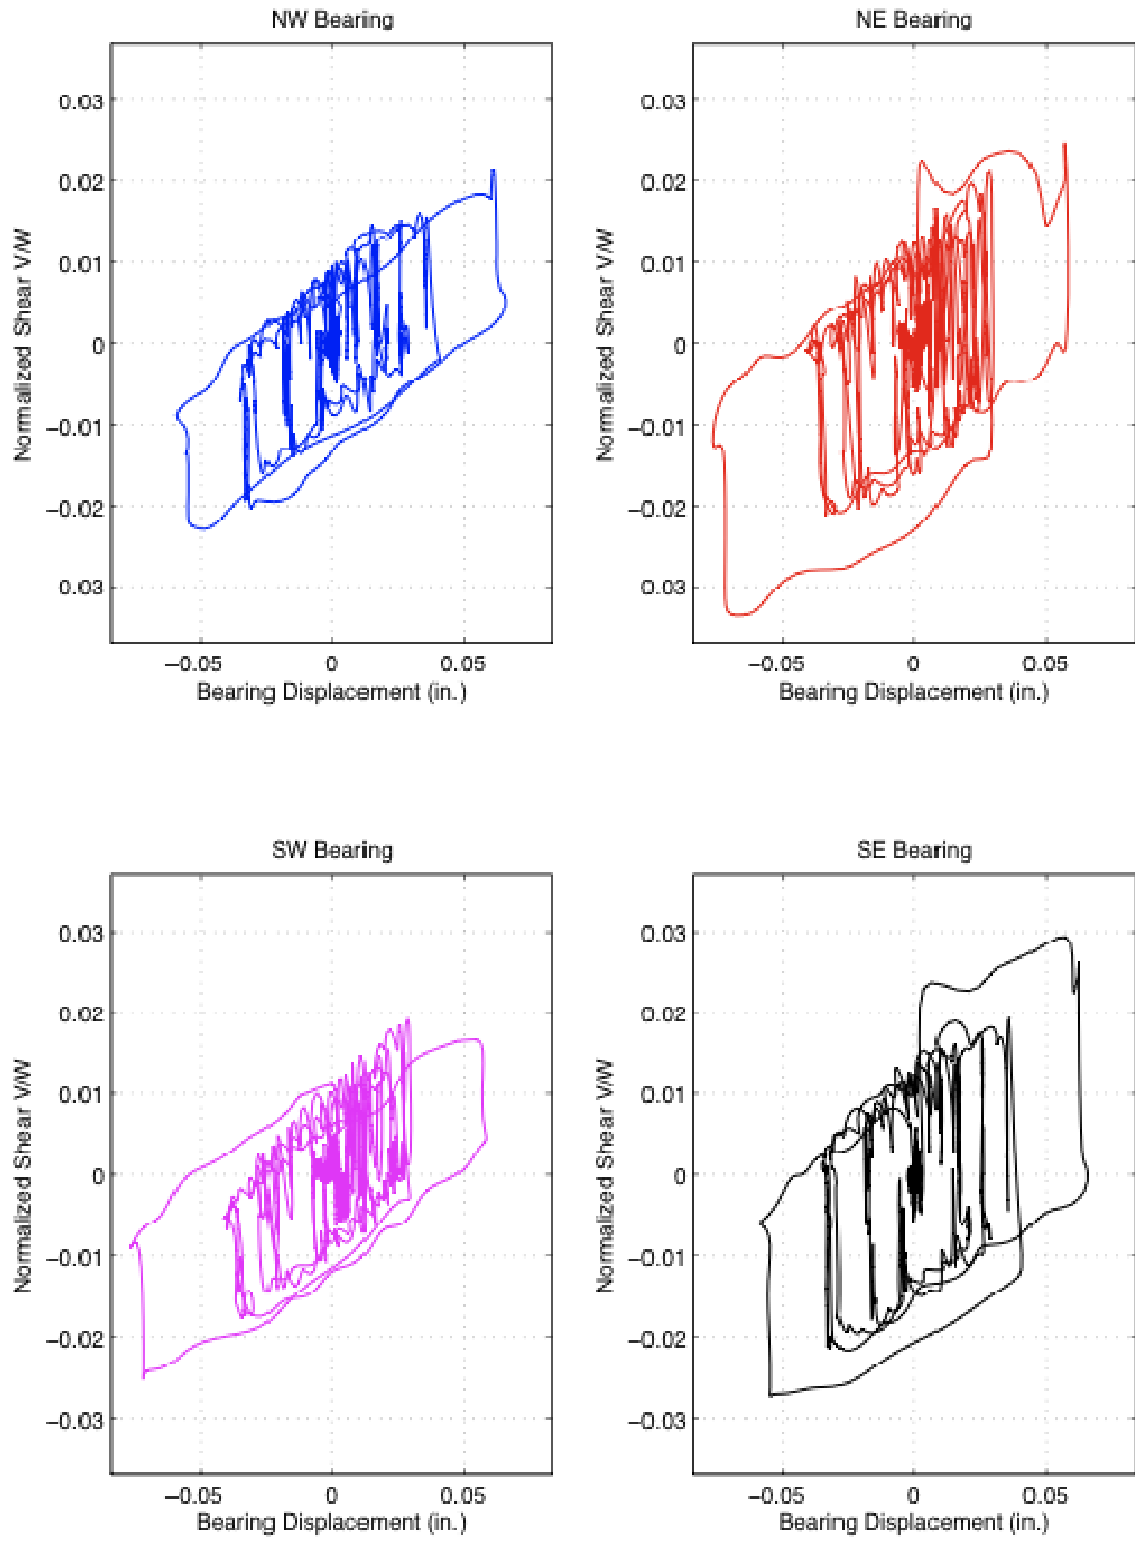 NW Bearing
NE Bearing
0.03
0.02
0.01
0
−0.01
−0.02
0.03
Normalized Shear V/W
−0.05 0 0.05
Bearing Displacement (in.)
0.03
0.02
0.01
0
−0.01
−0.02
0.03
Normalized Shear V/W
−0.05 0 0.05
Bearing Displacement (in.)
SW Bearing
SE Bearing
0.03
0.02
0.01
0
−0.01
−0.02
−0.03
Normalized Shear V/W
−0.05 0 0.05
Bearing Displacement (in.)
0.03
0.02
0.01
0
−0.01
−0.02
−0.03
Normalized Shear V/W
−0.05 0 0.05
Bearing Displacement (in.)